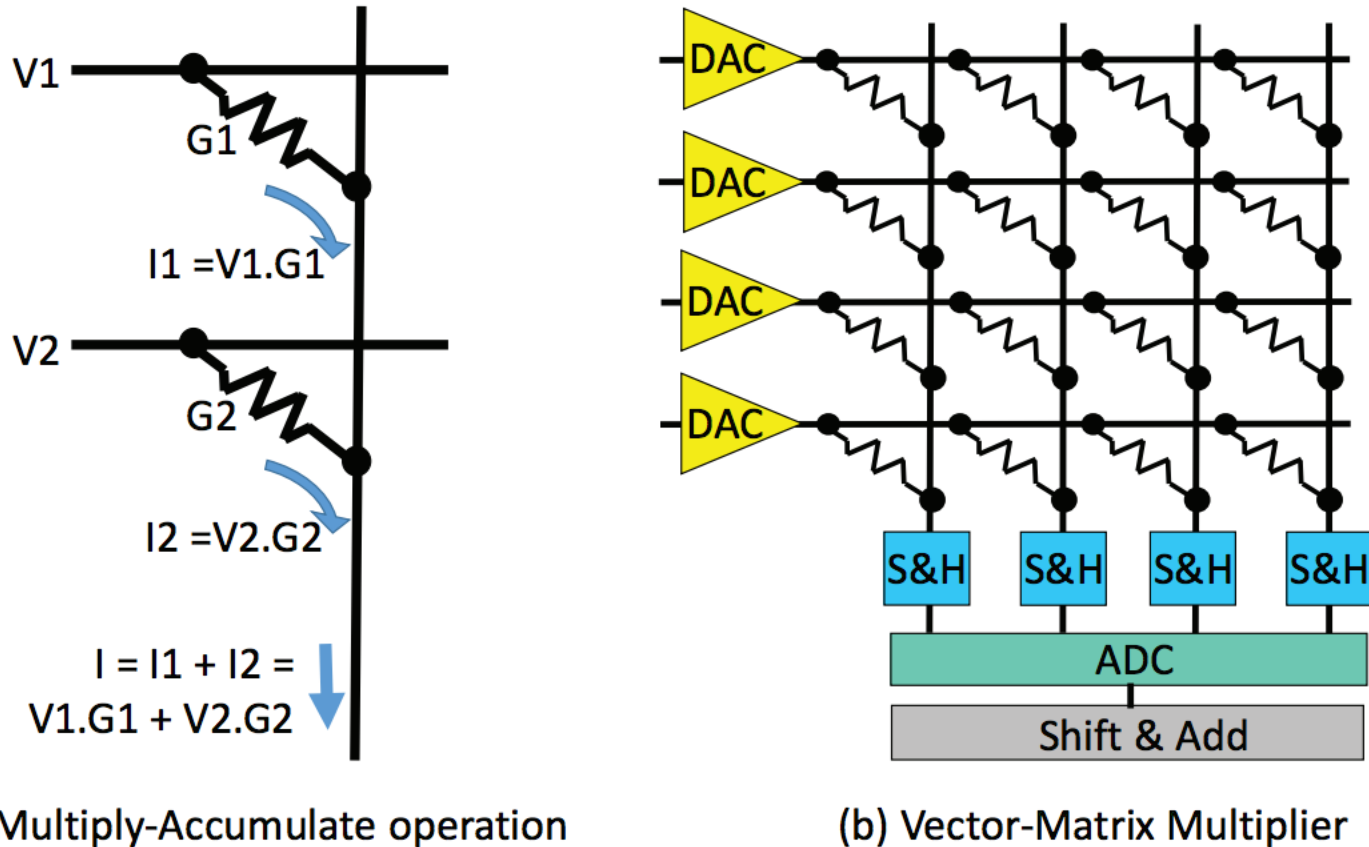 V1
G1
I1 =V1.G1
V2
G2
I2 =V2.G2
I = I1 + I2 =
V1.G1 + V2.G2
Multiply-Accumulate operation
DAC
DAC
DAC
DAC
S&H S&H S&H S&H
ADC
Shift & Add
(b) Vector-Matrix Multiplier